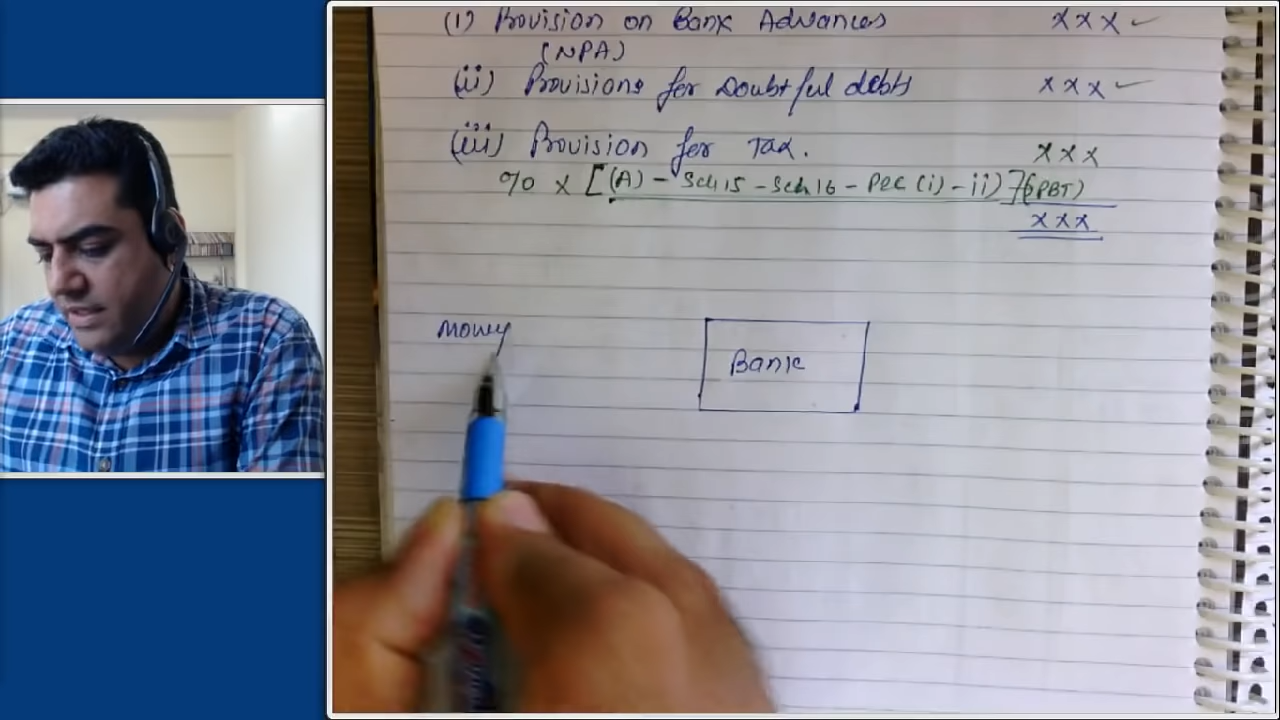 (i) Provision on Bank Advances xxx
(NPA)
(ii) Provisions for Doubtful debts xxx
(iii) Provision for Tax. xxx
% x [(A) - Sch 15 - Sch 16 - P&C (i) - ii)] (PBT)
xxx
Money
Bank